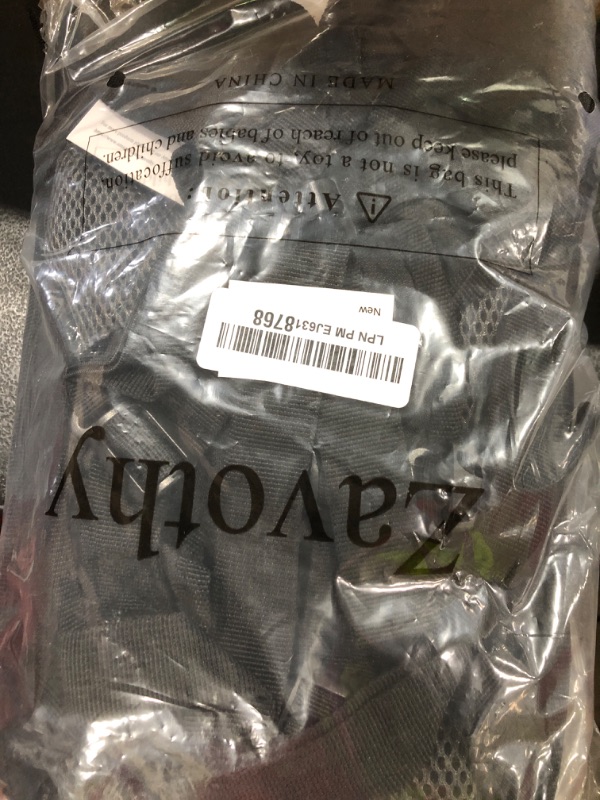 Zavothy
LPN PM EJ6318768
New
⚠ Attention:
This bag is not a toy, to avoid suffocation,
please keep out of reach of babies and children.
MADE IN CHINA